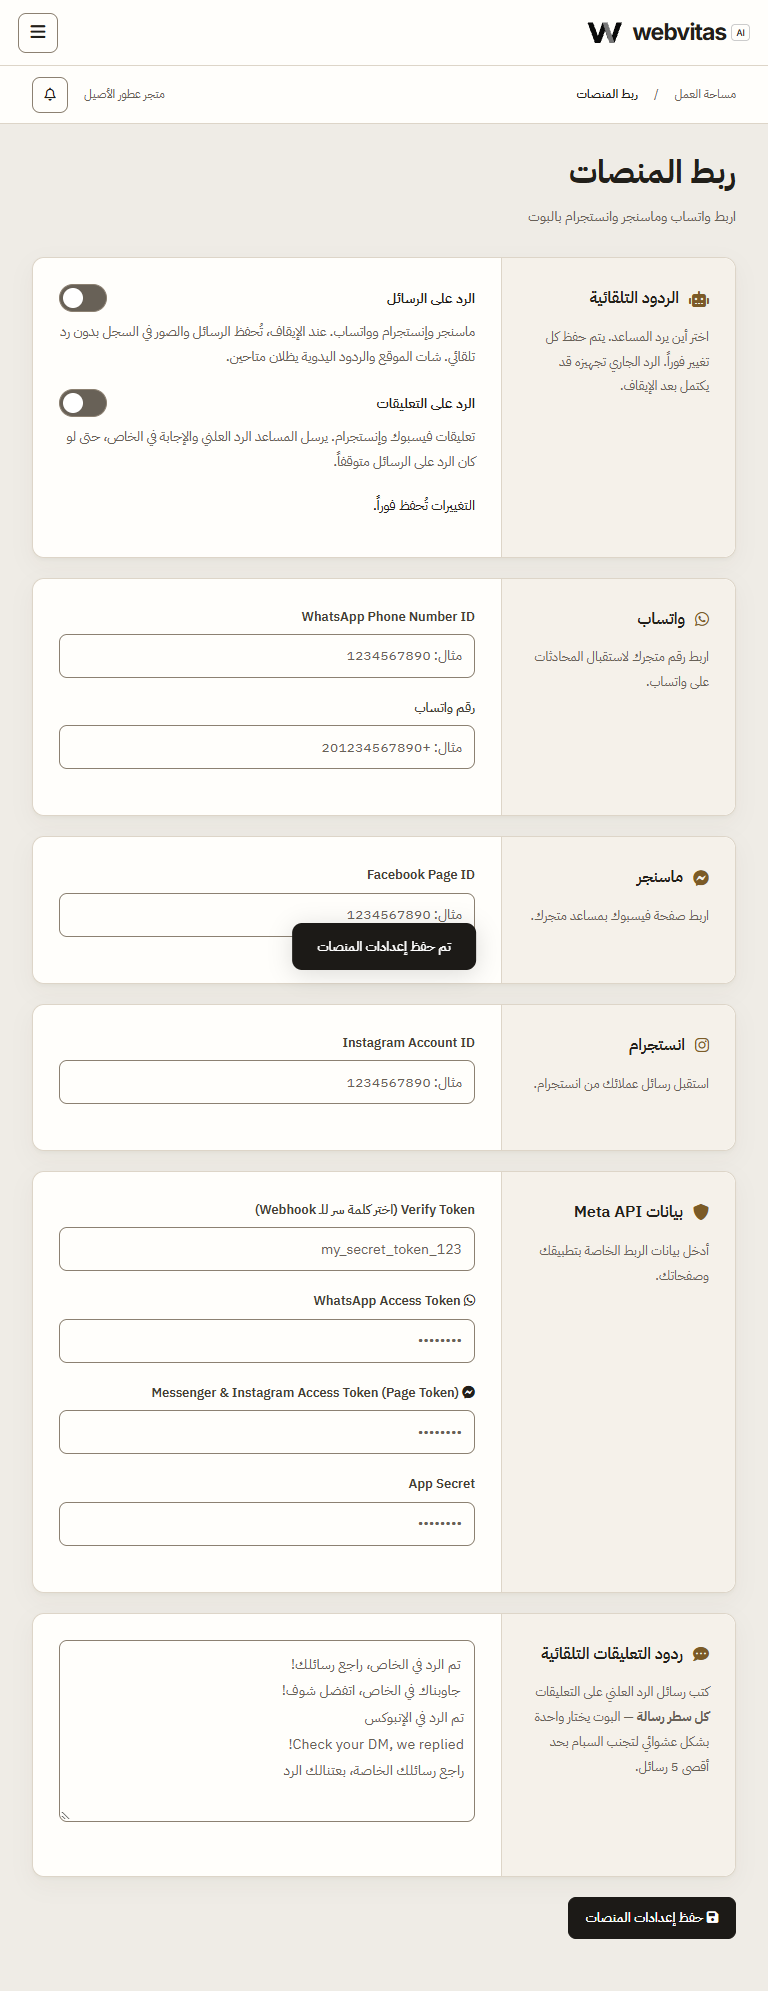 webvitas AI
مساحة العمل / ربط المنصات
متجر عطور الأصيل
ربط المنصات
اربط واتساب وماسنجر وانستجرام بالبوت
الردود التلقائية
اختر أين يرد المساعد. يتم حفظ كل
تغيير فوراً. الرد الجاري تجهيزه قد
يكتمل بعد الإيقاف.
الرد على الرسائل
ماسنجر وإنستجرام وواتساب. عند الإيقاف، تُحفظ الرسائل والصور في السجل بدون رد
تلقائي. شات الموقع والردود اليدوية يظلان متاحين.
الرد على التعليقات
تعليقات فيسبوك وإنستجرام. يرسل المساعد الرد العلني والإجابة في الخاص، حتى لو
كان الرد على الرسائل متوقفاً.
التغييرات تُحفظ فوراً.
واتساب
اربط رقم متجرك لاستقبال المحادثات
على واتساب.
WhatsApp Phone Number ID
مثال: 1234567890
رقم واتساب
مثال: +201234567890
ماسنجر
اربط صفحة فيسبوك بمساعد متجرك.
Facebook Page ID
مثال: 1234567890
تم حفظ إعدادات المنصات
انستجرام
استقبل رسائل عملائك من انستجرام.
Instagram Account ID
مثال: 1234567890
بيانات Meta API
أدخل بيانات الربط الخاصة بتطبيقك
وصفحاتك.
Verify Token (اختر كلمة سر للـ Webhook)
my_secret_token_123
WhatsApp Access Token
••••••••
Messenger & Instagram Access Token (Page Token)
••••••••
App Secret
••••••••
ردود التعليقات التلقائية
كتب رسائل الرد العلني على التعليقات
كل سطر رسالة — البوت يختار واحدة
بشكل عشوائي لتجنب السبام بحد
أقصى 5 رسائل.
تم الرد في الخاص، راجع رسائلك!
جاوبناك في الخاص، اتفضل شوف!
تم الرد في الإنبوكس
Check your DM, we replied!
راجع رسائلك الخاصة، بعتنالك الرد
حفظ إعدادات المنصات